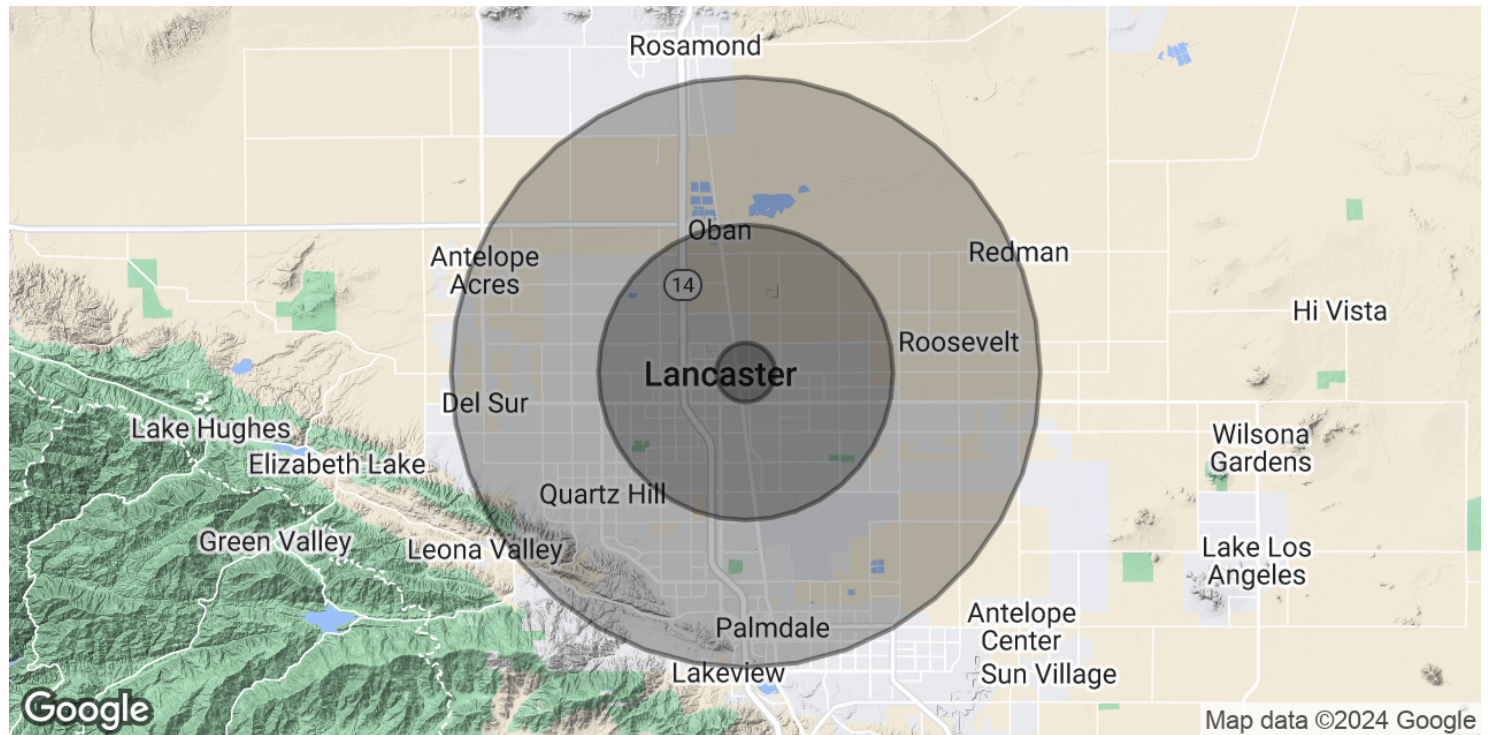 Rosamond
Oban
Redman
Antelope
Acres
14
Hi Vista
Roosevelt
Lancaster
Del Sur
Lake Hughes
Wilsona
Gardens
Elizabeth Lake
Quartz Hill
Green Valley
Leona Valley
Lake Los
Angeles
Antelope
Center
Palmdale
Lakeview
Sun Village
Google
Map data ©2024 Google